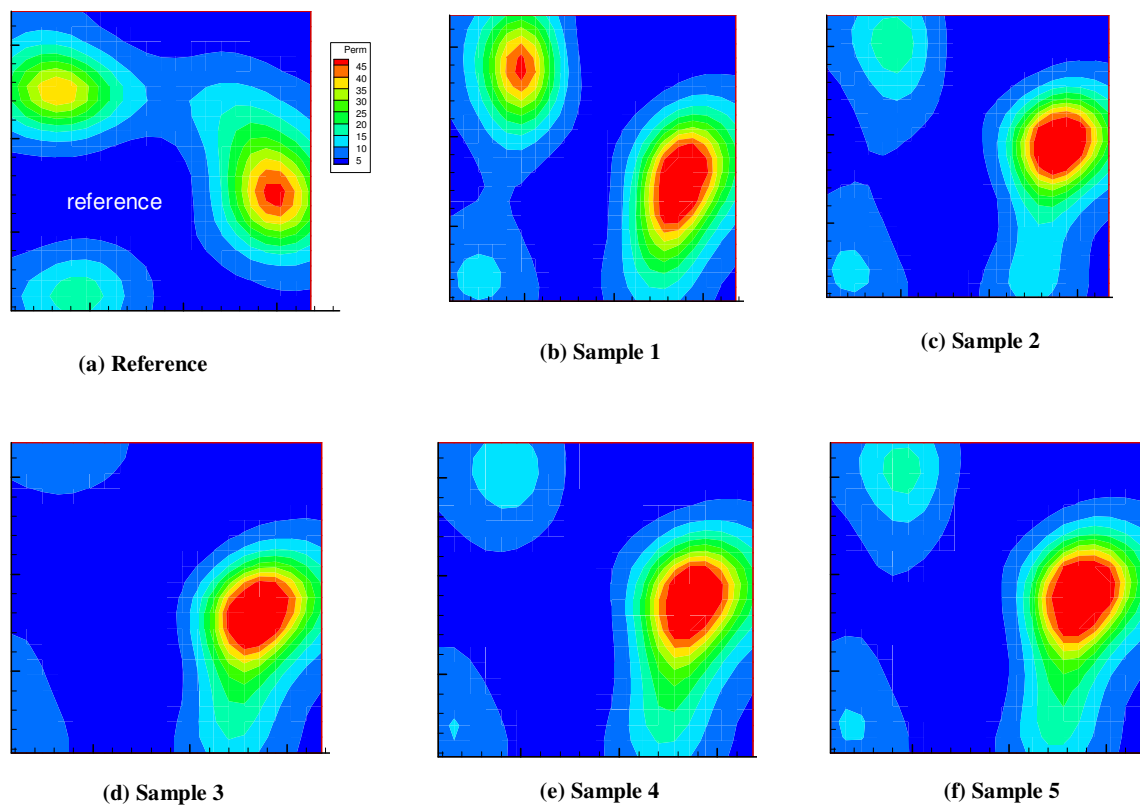 Perm
45
40
35
30
25
20
15
10
5
reference
(a) Reference
(b) Sample 1
(c) Sample 2
(d) Sample 3
(e) Sample 4
(f) Sample 5